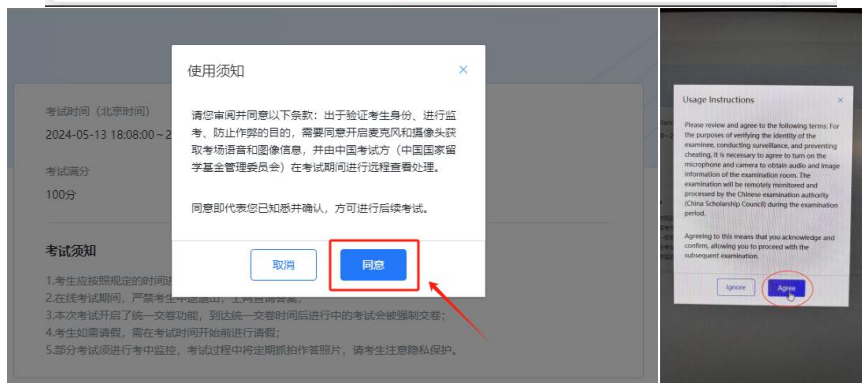 使用须知
请您审阅并同意以下条款：出于验证考生身份、进行监
考、防止作弊的目的，需要同意开启麦克风和摄像头获
取考场语音和图像信息，并由中国考试方（中国国家留
学基金管理委员会）在考试期间进行远程查看处理。
同意即代表您已知悉并确认，方可进行后续考试。
取消
同意
考试时间（北京时间）
2024-05-13 18:08:00～2
考试满分
100分
考试须知
1.考生应按照规定的时间进
2.在线考试期间，严禁考生中途退出，上网查询答案；
3.本次考试开启了统一交卷功能，到达统一交卷时间后进行中的考试会被强制交卷；
4.考生如需请假，需在考试时间开始前进行请假；
5.部分考试须进行考中监控，考试过程中将定期抓拍作答照片，请考生注意隐私保护。
Usage Instructions
Please review and agree to the following terms: For
the purposes of verifying the identity of the
examinee, conducting surveillance, and preventing
cheating, it is necessary to agree to turn on the
microphone and camera to obtain audio and image
information of the examination room. The
examination will be remotely monitored and
processed by the Chinese examination authority
(China Scholarship Council) during the examination
period.
Agreeing to this means that you acknowledge and
confirm, allowing you to proceed with the
subsequent examination.
Ignore
Agree